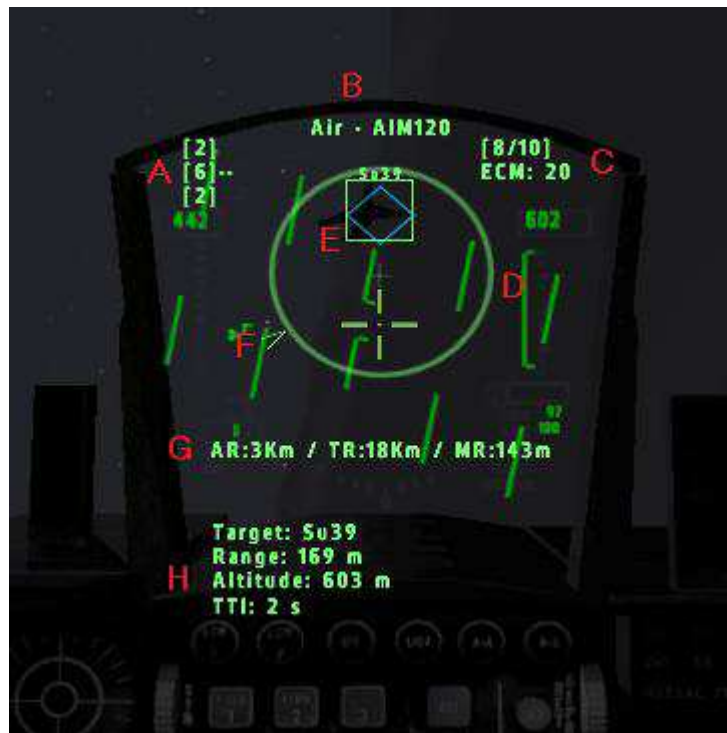 B
Air - AIM120
[2]
[8/10]
C
A
[6]--
ECM: 20
Su39
[2]
442
602
E
D
F
97
100
G
AR:3Km / TR:18Km / MR:143m
Target: Su39
Range: 169 m
H
Altitude: 603 m
TTI: 2 s